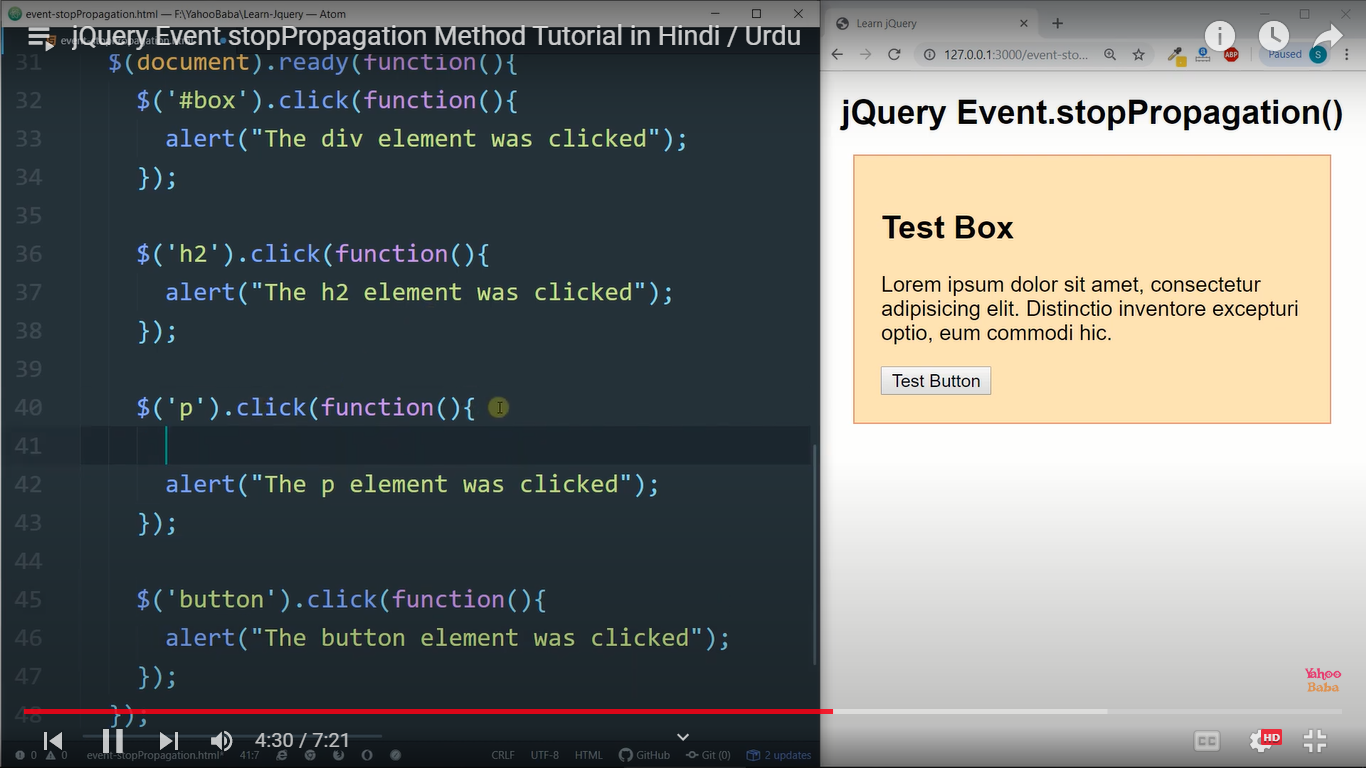 event-stopPropagation.html — F:\YahooBaba\Learn-Jquery — Atom
jQuery Event stopPropagation Method Tutorial in Hindi / Urdu
31 $(document).ready(function(){
32 $('#box').click(function(){
33 alert("The div element was clicked");
34 });
35
36 $('h2').click(function(){
37 alert("The h2 element was clicked");
38 });
39
40 $('p').click(function(){
41
42 alert("The p element was clicked");
43 });
44
45 $('button').click(function(){
46 alert("The button element was clicked");
47 });
48 });
4:30 / 7:21
0 0 event-stopPropagation.html* 41:7 CRLF UTF-8 HTML GitHub Git (0) 2 updates
Learn jQuery
127.0.0.1:3000/event-sto... ABP Paused S
jQuery Event.stopPropagation()
Test Box
Lorem ipsum dolor sit amet, consectetur
adipisicing elit. Distinctio inventore excepturi
optio, eum commodi hic.
Test Button
Yahoo
Baba
CC HD